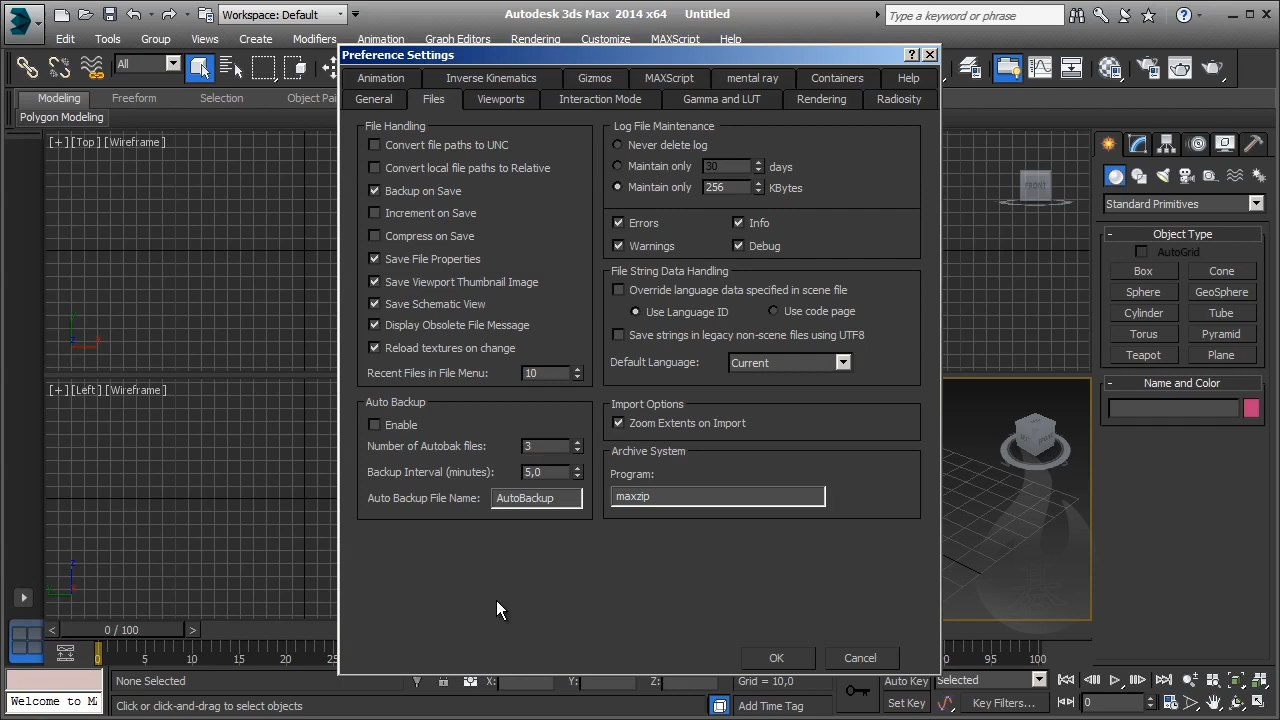 Workspace: Default
Autodesk 3ds Max 2014 x64 Untitled
Type a keyword or phrase
Edit Tools Group Views Create Modifiers Animation Graph Editors Rendering Customize MAXScript Help
All
Modeling Freeform Selection Object Pai
Polygon Modeling
[+] [Top] [Wireframe]
[+] [Left] [Wireframe]
Preference Settings
Animation Inverse Kinematics Gizmos MAXScript mental ray Containers Help
General Files Viewports Interaction Mode Gamma and LUT Rendering Radiosity
File Handling
Convert file paths to UNC
Convert local file paths to Relative
Backup on Save
Increment on Save
Compress on Save
Save File Properties
Save Viewport Thumbnail Image
Save Schematic View
Display Obsolete File Message
Reload textures on change
Recent Files in File Menu: 10
Auto Backup
Enable
Number of Autobak files: 3
Backup Interval (minutes): 5,0
Auto Backup File Name: AutoBackup
Log File Maintenance
Never delete log
Maintain only 30 days
Maintain only 256 KBytes
Errors Info
Warnings Debug
File String Data Handling
Override language data specified in scene file
Use Language ID Use code page
Save strings in legacy non-scene files using UTF8
Default Language: Current
Import Options
Zoom Extents on Import
Archive System
Program:
maxzip
OK Cancel
FRONT
Standard Primitives
- Object Type
AutoGrid
Box Cone
Sphere GeoSphere
Cylinder Tube
Torus Pyramid
Teapot Plane
- Name and Color
< 0 / 100 >
0 5 10 15 20 25
90 95 100
None Selected X: Y: Z: Grid = 10,0 Auto Key Selected
Welcome to M
Click or click-and-drag to select objects Add Time Tag Set Key Key Filters... 0